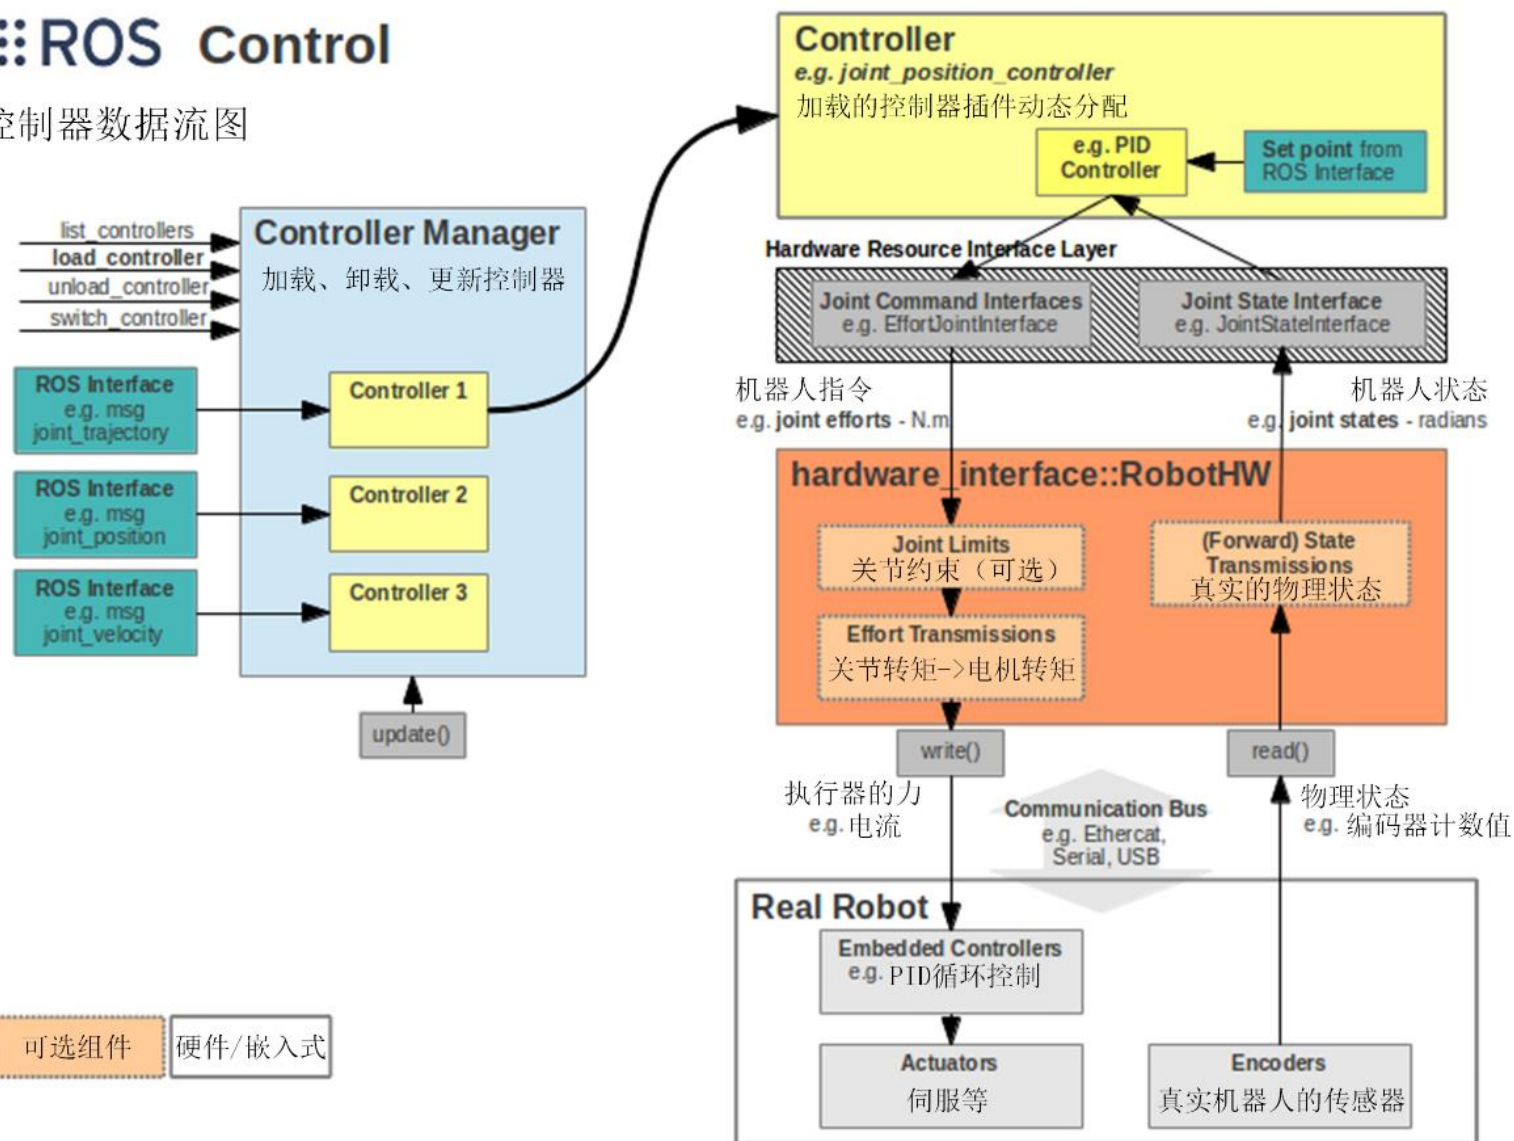 ROS Control
控制器数据流图
list_controllers
load_controller
unload_controller
switch_controller
Controller Manager
加载、卸载、更新控制器
ROS Interface
e.g. msg
joint_trajectory
Controller 1
ROS Interface
e.g. msg
joint_position
Controller 2
ROS Interface
e.g. msg
joint_velocity
Controller 3
update()
Controller
e.g. joint_position_controller
加载的控制器插件动态分配
e.g. PID
Controller
Set point from
ROS Interface
Hardware Resource Interface Layer
Joint Command Interfaces
e.g. EffortJointInterface
Joint State Interface
e.g. JointStateInterface
机器人指令
e.g. joint efforts - N.m
机器人状态
e.g. joint states - radians
hardware_interface::RobotHW
Joint Limits
关节约束（可选）
(Forward) State
Transmissions
真实的物理状态
Effort Transmissions
关节转矩->电机转矩
write()
read()
执行器的力
e.g. 电流
Communication Bus
e.g. Ethercat,
Serial, USB
物理状态
e.g. 编码器计数值
Real Robot
Embedded Controllers
e.g. PID循环控制
Actuators
伺服等
Encoders
真实机器人的传感器
可选组件
硬件/嵌入式